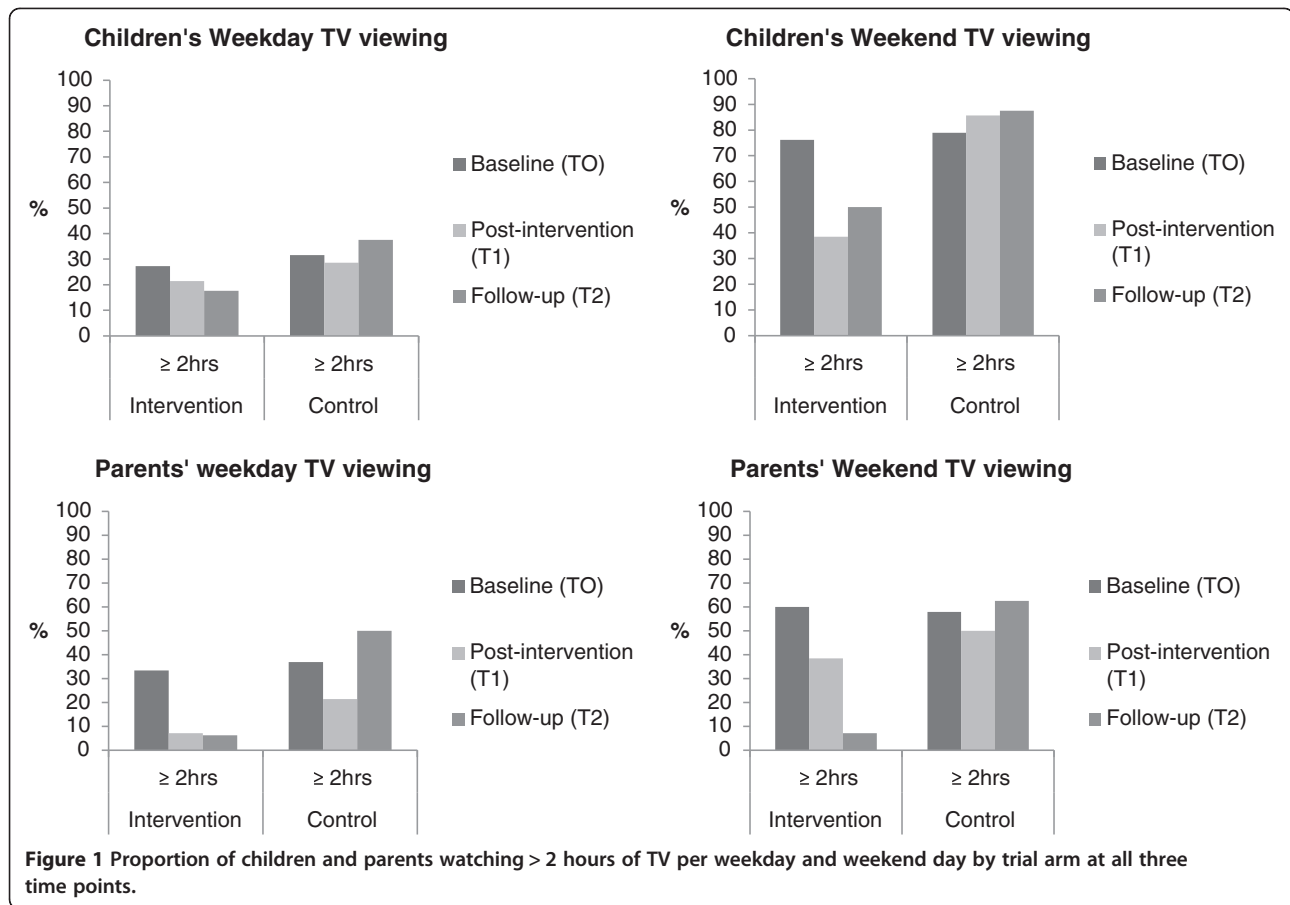 Children's Weekday TV viewing
100
90
80
70
60
50
40
30
20
10
0
%
≥ 2hrs
≥ 2hrs
Intervention
Control
Baseline (TO)
Post-intervention
(T1)
Follow-up (T2)
Children's Weekend TV viewing
100
90
80
70
60
50
40
30
20
10
0
%
≥ 2hrs
≥ 2hrs
Intervention
Control
Baseline (TO)
Post-intervention
(T1)
Follow-up (T2)
Parents' weekday TV viewing
100
90
80
70
60
50
40
30
20
10
0
%
≥ 2hrs
≥ 2hrs
Intervention
Control
Baseline (TO)
Post-intervention
(T1)
Follow-up (T2)
Parents' Weekend TV viewing
100
90
80
70
60
50
40
30
20
10
0
%
≥ 2hrs
≥ 2hrs
Intervention
Control
Baseline (TO)
Post-intervention
(T1)
Follow-up (T2)
Figure 1 Proportion of children and parents watching > 2 hours of TV per weekday and weekend day by trial arm at all three
time points.